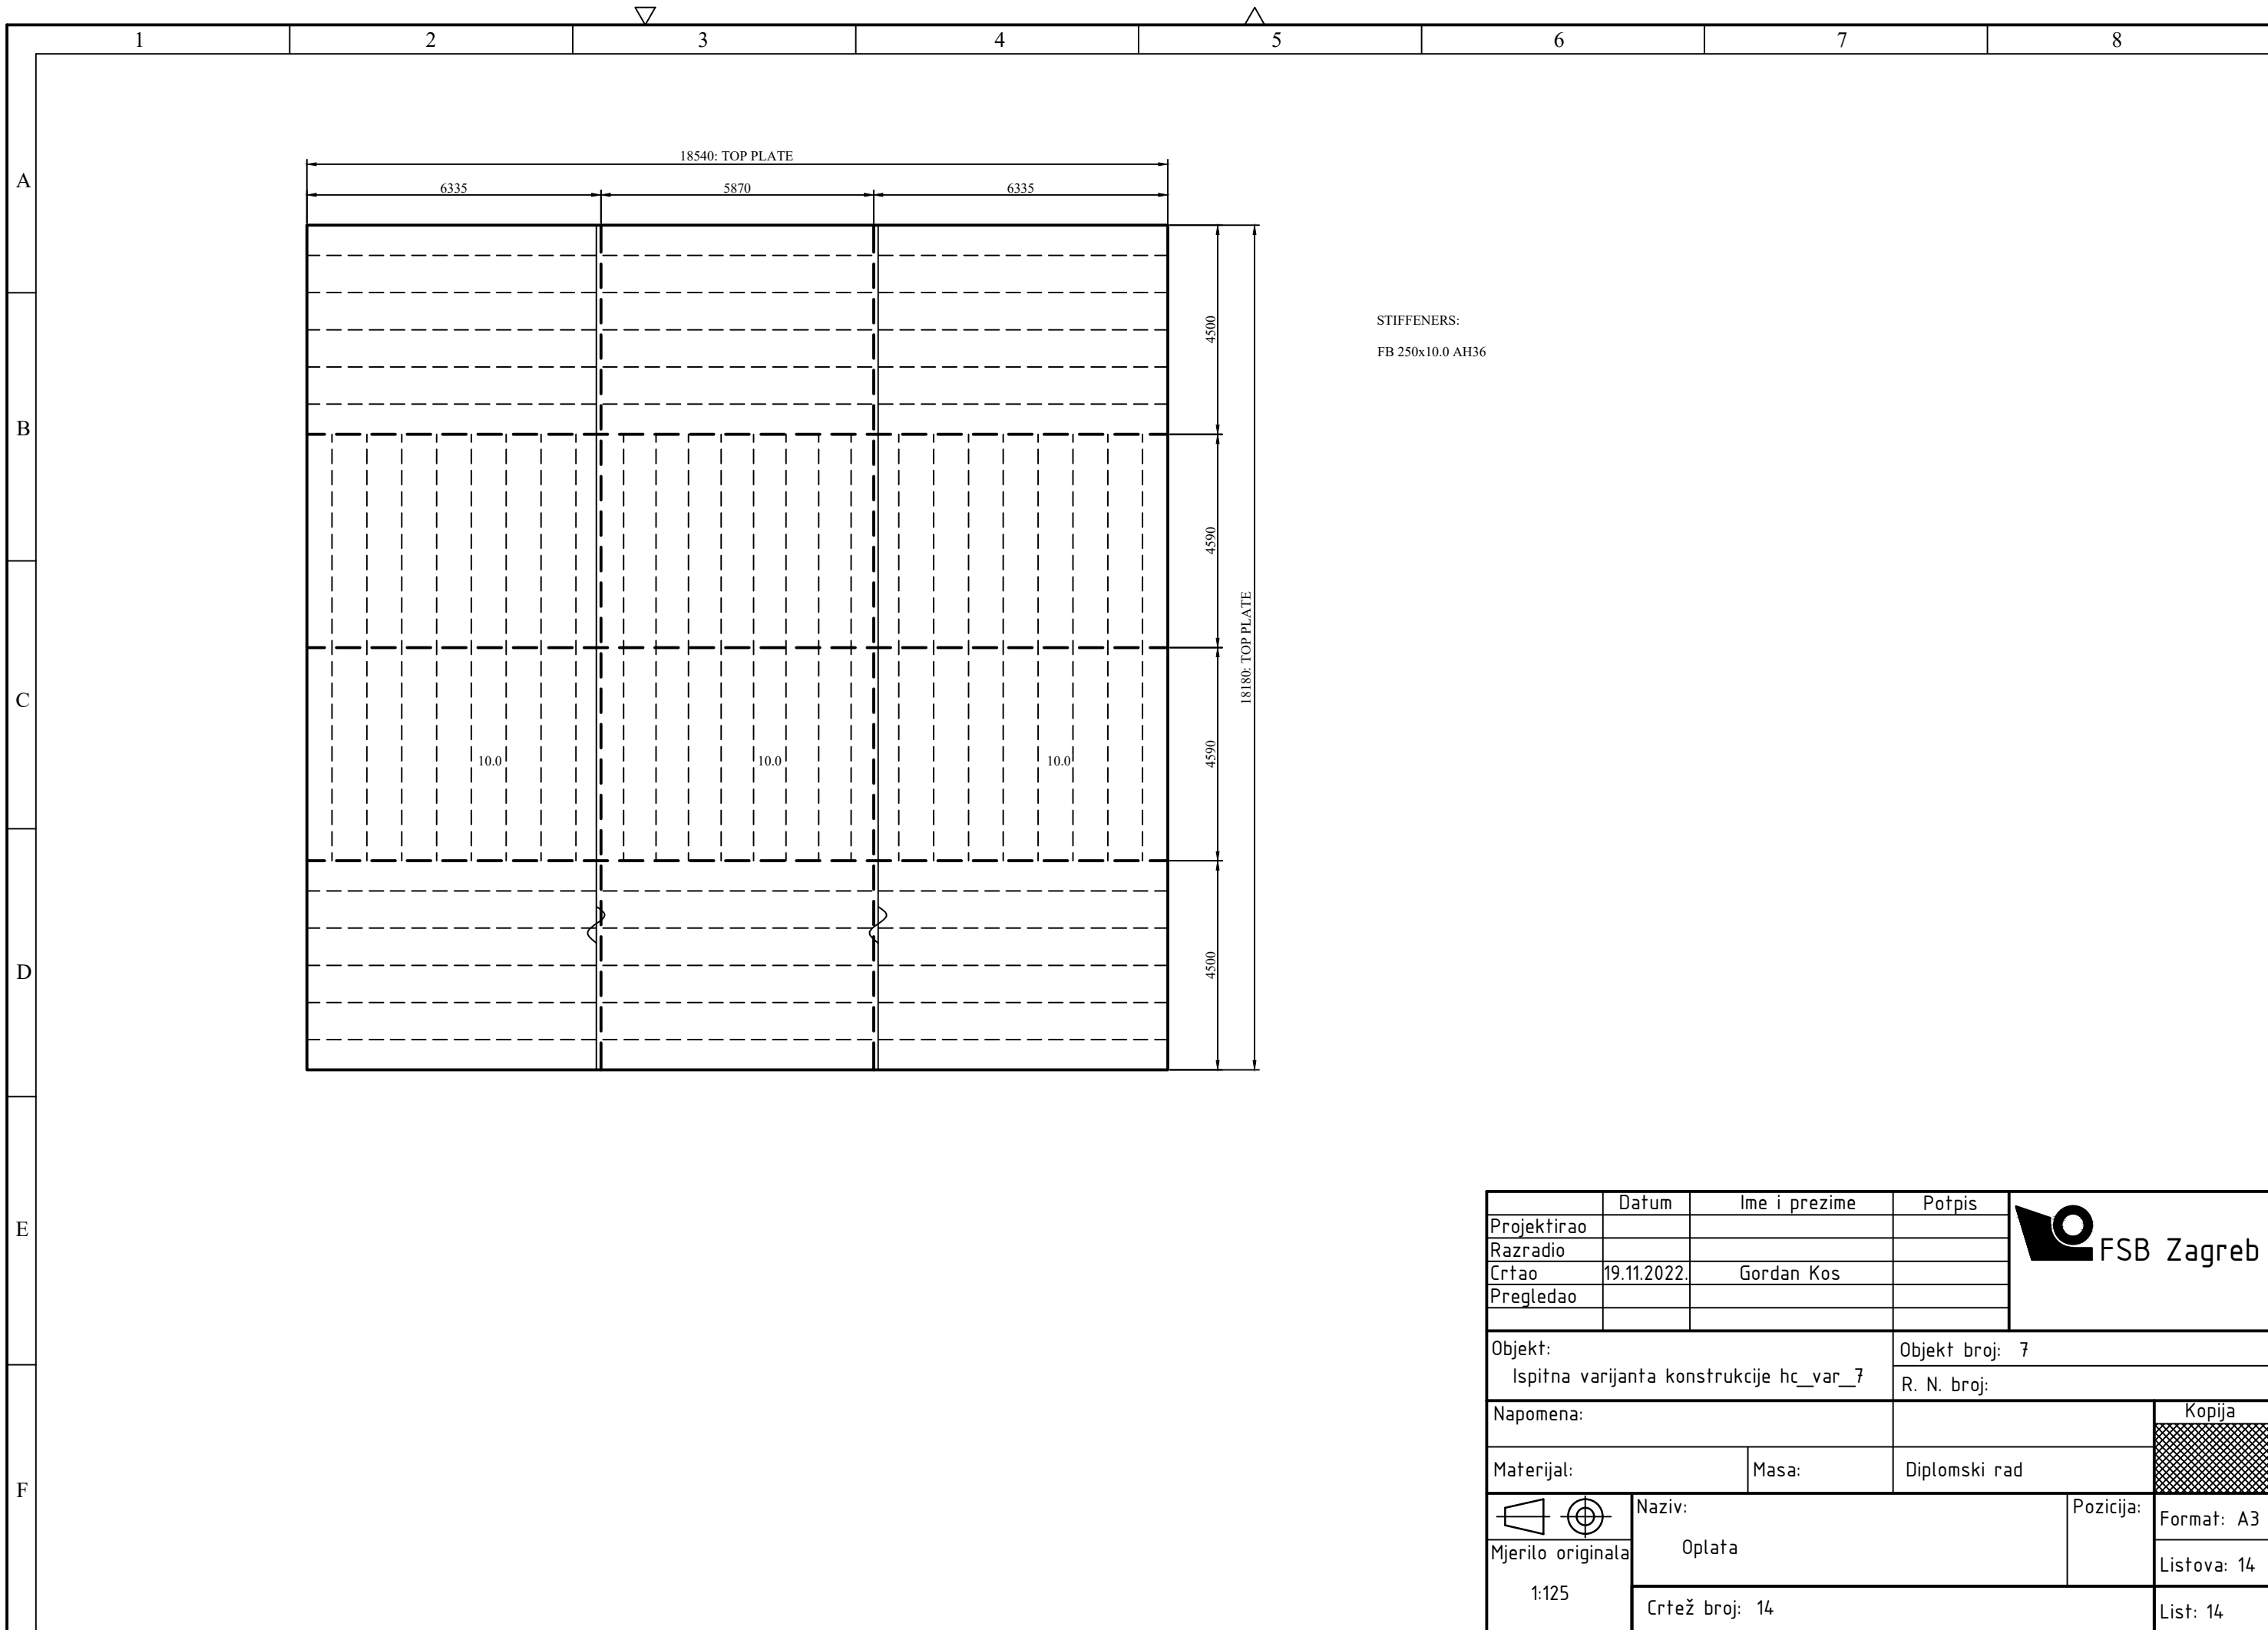 1 2 3 4 5 6 7 8
A
B
C
D
E
F
18540: TOP PLATE
6335 5870 6335
4500
4590
4590
4500
18180: TOP PLATE
10.0 10.0 10.0
STIFFENERS:
FB 250x10.0 AH36
Datum Ime i prezime Potpis
Projektirao
Razradio
Crtao 19.11.2022. Gordan Kos
Pregledao
FSB Zagreb
Objekt:
Ispitna varijanta konstrukcije hc_var_7
Objekt broj: 7
R. N. broj:
Napomena:
Kopija
Materijal: Masa: Diplomski rad
Naziv:
Oplata
Pozicija:
Format: A3
Mjerilo originala
1:125
Listova: 14
Crtež broj: 14
List: 14